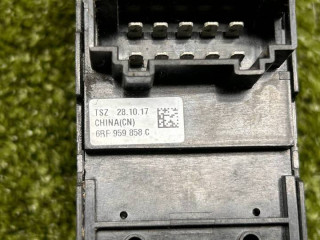 TSZ 28.10.17
CHINA(CN)
6RF 959 858 C